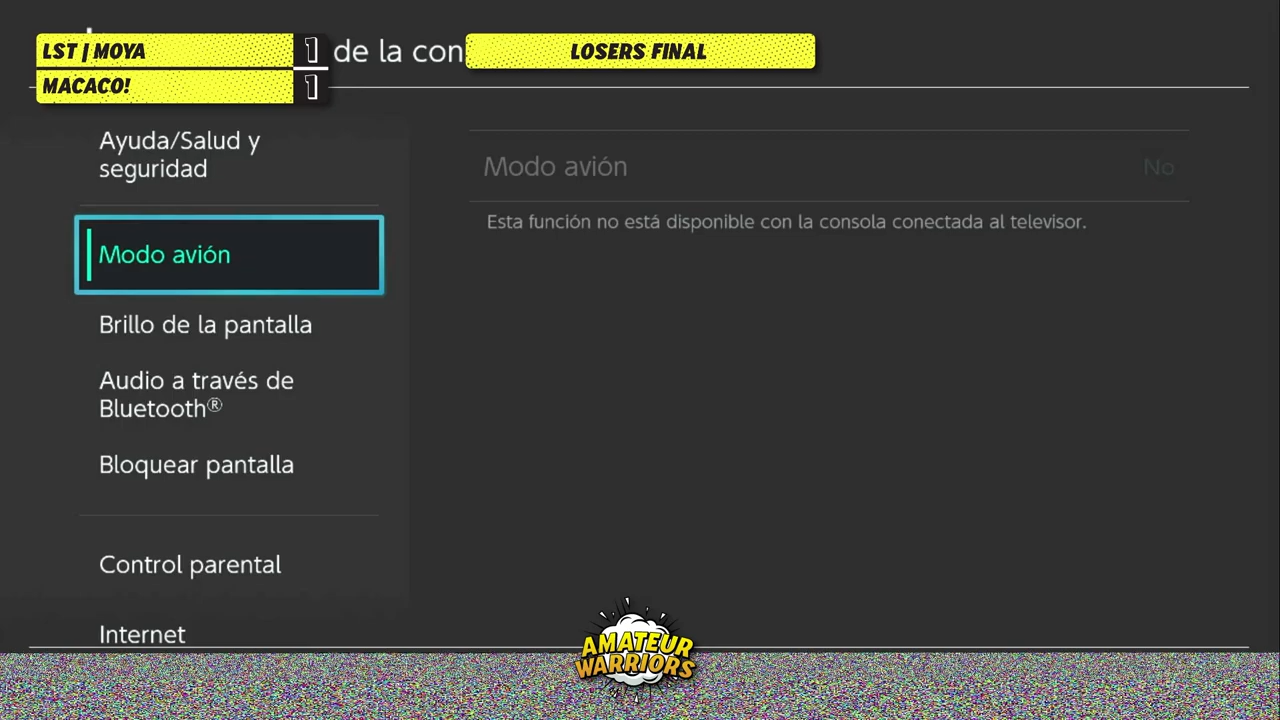 LST | MOYA
1
de la con
LOSERS FINAL
MACACO!
1
Ayuda/Salud y
seguridad
Modo avión
Brillo de la pantalla
Audio a través de
Bluetooth®
Bloquear pantalla
Control parental
Internet
Modo avión
No
Esta función no está disponible con la consola conectada al televisor.
AMATEUR
WARRIORS